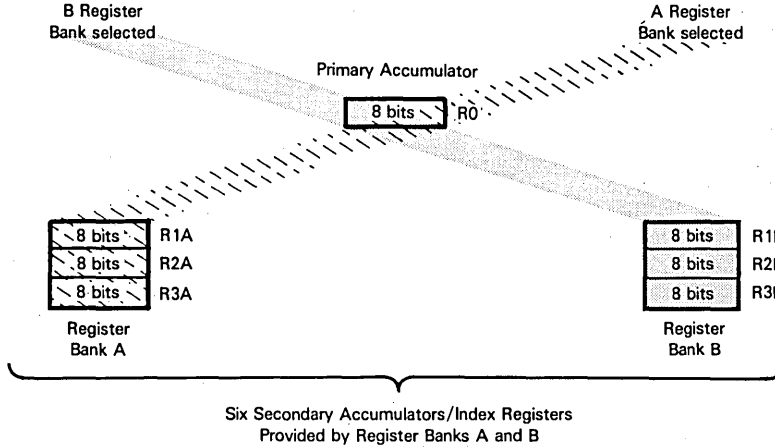 B Register
Bank selected
A Register
Bank selected
Primary Accumulator
8 bits
R0
8 bits
R1A
8 bits
R2A
8 bits
R3A
8 bits
8 bits
8 bits
Register
Bank A
Register
Bank B
Six Secondary Accumulators/Index Registers
Provided by Register Banks A and B